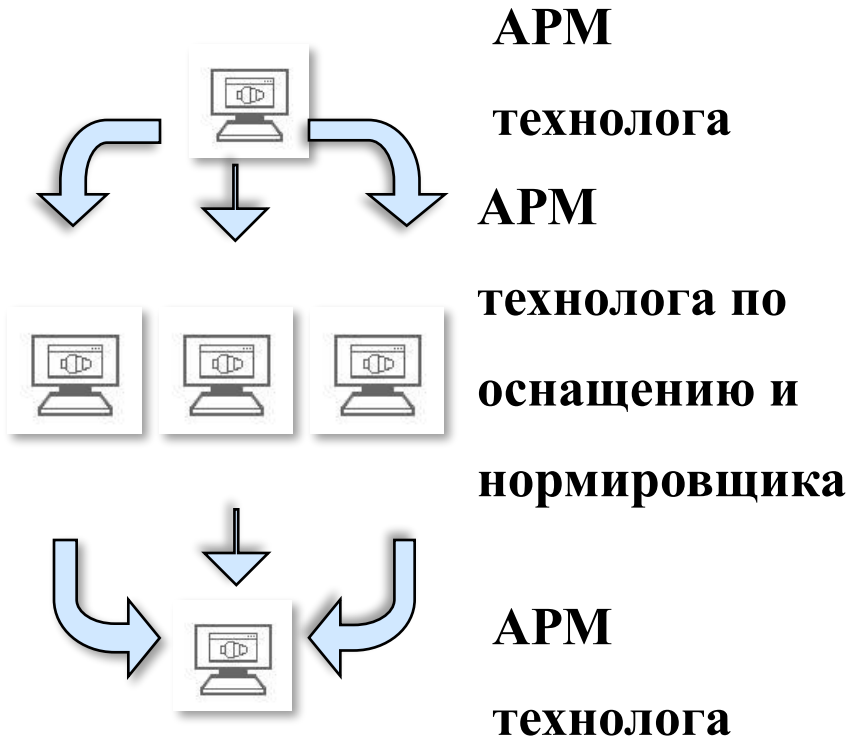 АРМ
технолога
АРМ
технолога по
оснащению и
нормировщика
АРМ
технолога